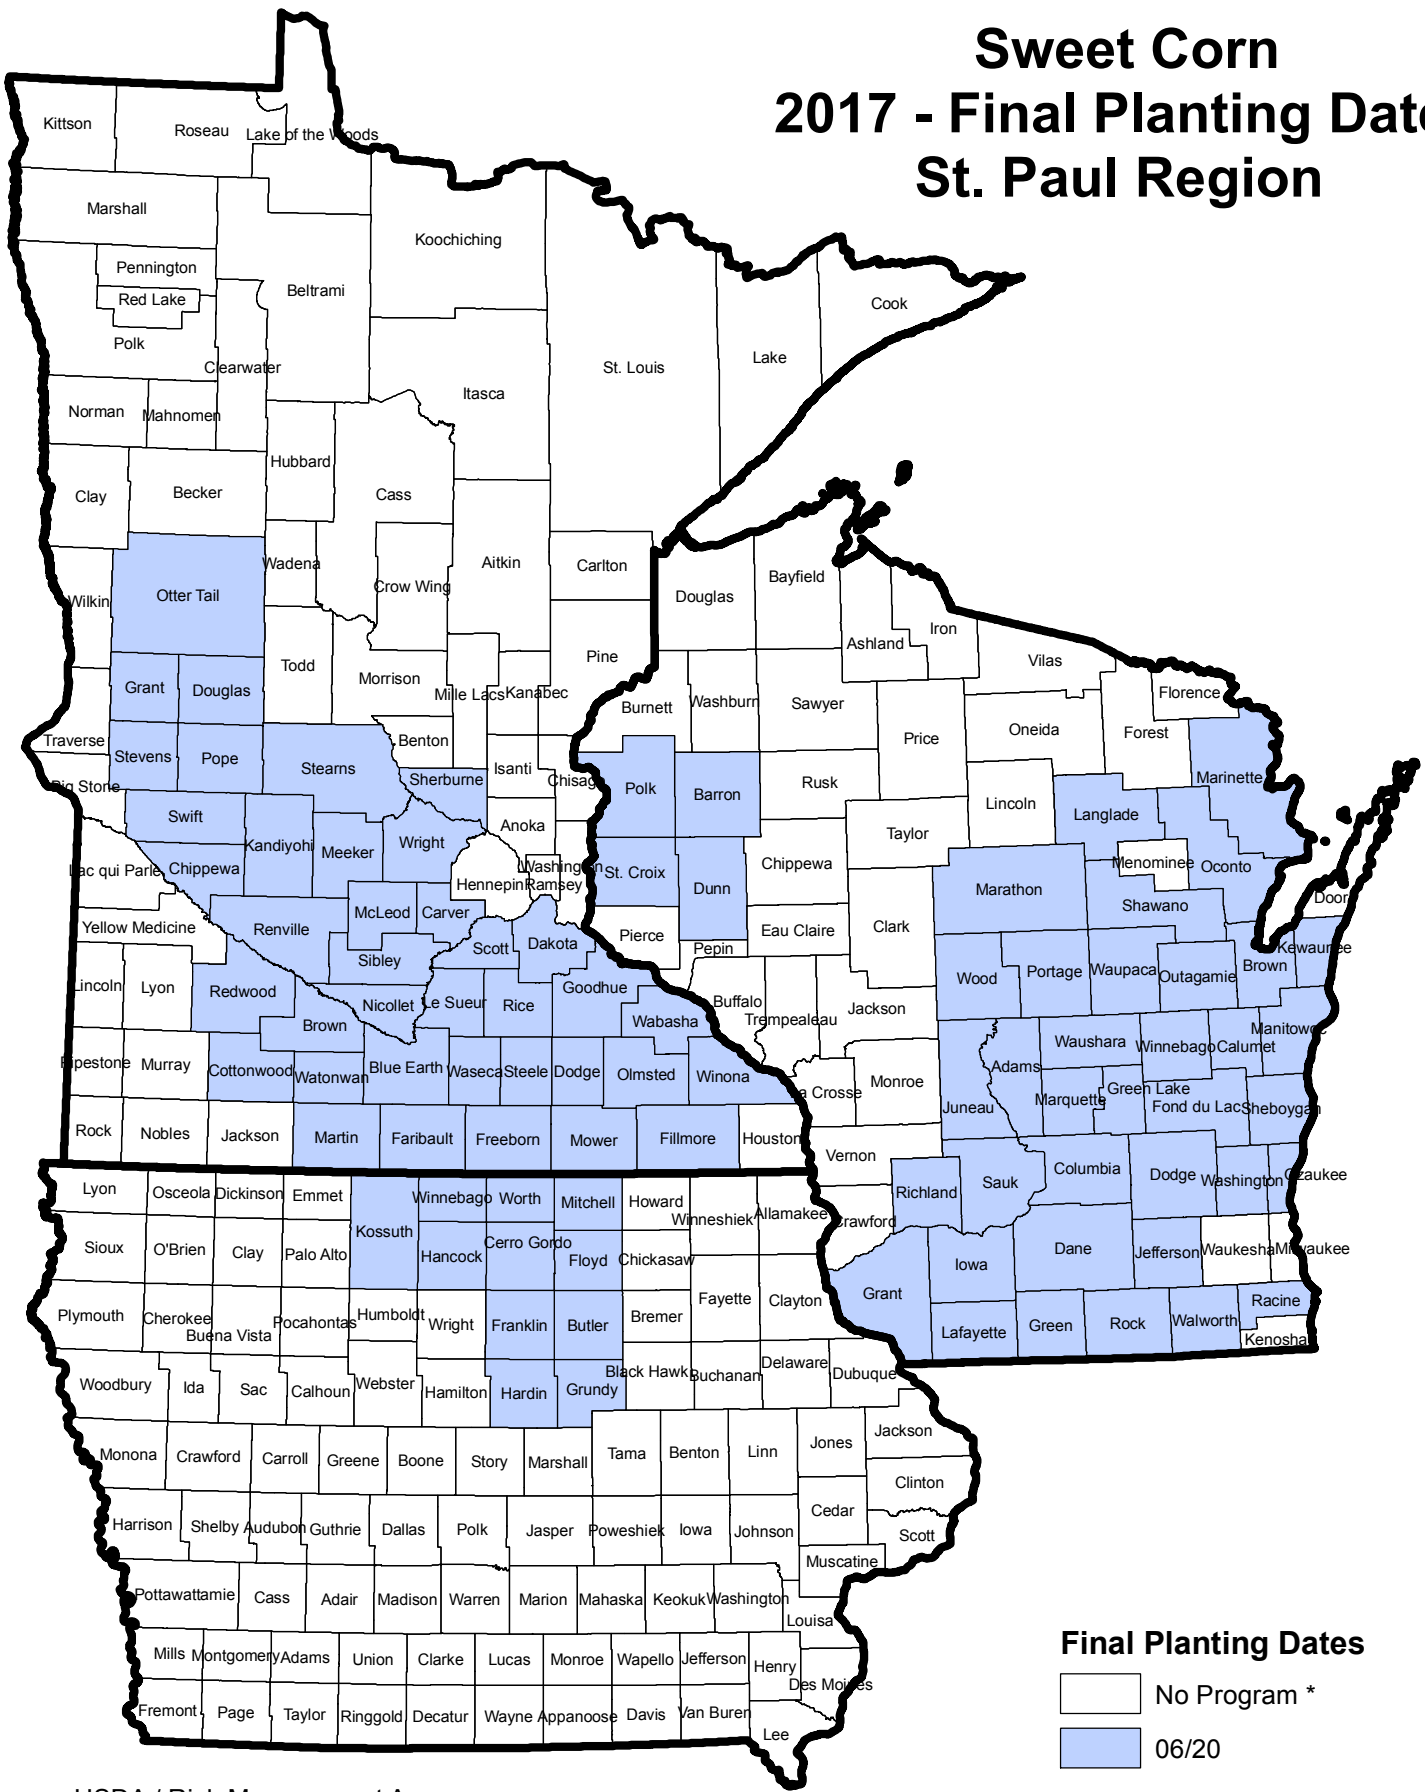 Sweet Corn
2017 - Final Planting Date
St. Paul Region
Kittson
Roseau
Lake of the Woods
Marshall
Koochiching
Pennington
Beltrami
Red Lake
Cook
Polk
Lake
Clearwater
St. Louis
Itasca
Norman
Mahnomen
Hubbard
Becker
Clay
Cass
Wadena
Aitkin
Carlton
Crow Wing
Otter Tail
Wilkin
Bayfield
Douglas
Iron
Ashland
Pine
Todd
Vilas
Morrison
Grant
Douglas
Mille Lacs
Kanabec
Florence
Washburn
Sawyer
Burnett
Oneida
Forest
Price
Traverse
Benton
Stevens
Pope
Stearns
Isanti
Sherburne
Chisago
Marinette
Big Stone
Rusk
Polk
Barron
Lincoln
Langlade
Swift
Anoka
Taylor
Kandiyohi
Wright
Meeker
Chippewa
Lac qui Parle
Washington
Chippewa
Menominee
Oconto
St. Croix
Hennepin
Ramsey
Dunn
Marathon
Door
Shawano
McLeod
Carver
Yellow Medicine
Renville
Clark
Eau Claire
Pierce
Dakota
Scott
Pepin
Kewaunee
Sibley
Brown
Wood
Portage
Waupaca
Outagamie
Lincoln
Lyon
Redwood
Goodhue
Nicollet
Le Sueur
Rice
Buffalo
Jackson
Trempealeau
Wabasha
Brown
Manitowoc
Waushara
Winnebago
Calumet
Pipestone
Murray
Cottonwood
Watonwan
Blue Earth
Waseca
Steele
Dodge
Olmsted
Winona
Adams
Monroe
La Crosse
Green Lake
Marquette
Juneau
Fond du Lac
Sheboygan
Rock
Nobles
Jackson
Martin
Faribault
Freeborn
Mower
Fillmore
Houston
Vernon
Columbia
Dodge
Washington
Ozaukee
Sauk
Richland
Lyon
Osceola
Dickinson
Emmet
Winnebago
Worth
Mitchell
Howard
Winneshiek
Allamakee
Crawford
Kossuth
Cerro Gordo
Sioux
O'Brien
Clay
Palo Alto
Hancock
Floyd
Chickasaw
Dane
Jefferson
Waukesha
Milwaukee
Iowa
Grant
Fayette
Clayton
Racine
Plymouth
Cherokee
Buena Vista
Pocahontas
Humboldt
Wright
Franklin
Butler
Bremer
Lafayette
Green
Rock
Walworth
Kenosha
Black Hawk
Buchanan
Delaware
Dubuque
Woodbury
Ida
Sac
Calhoun
Webster
Hamilton
Hardin
Grundy
Jackson
Jones
Monona
Crawford
Carroll
Greene
Boone
Story
Marshall
Tama
Benton
Linn
Clinton
Cedar
Harrison
Shelby
Audubon
Guthrie
Dallas
Polk
Jasper
Poweshiek
Iowa
Johnson
Scott
Muscatine
Pottawattamie
Cass
Adair
Madison
Warren
Marion
Mahaska
Keokuk
Washington
Louisa
Mills
Montgomery
Adams
Union
Clarke
Lucas
Monroe
Wapello
Jefferson
Henry
Des Moines
Fremont
Page
Taylor
Ringgold
Decatur
Wayne
Appanoose
Davis
Van Buren
Lee
Final Planting Dates
No Program *
06/20